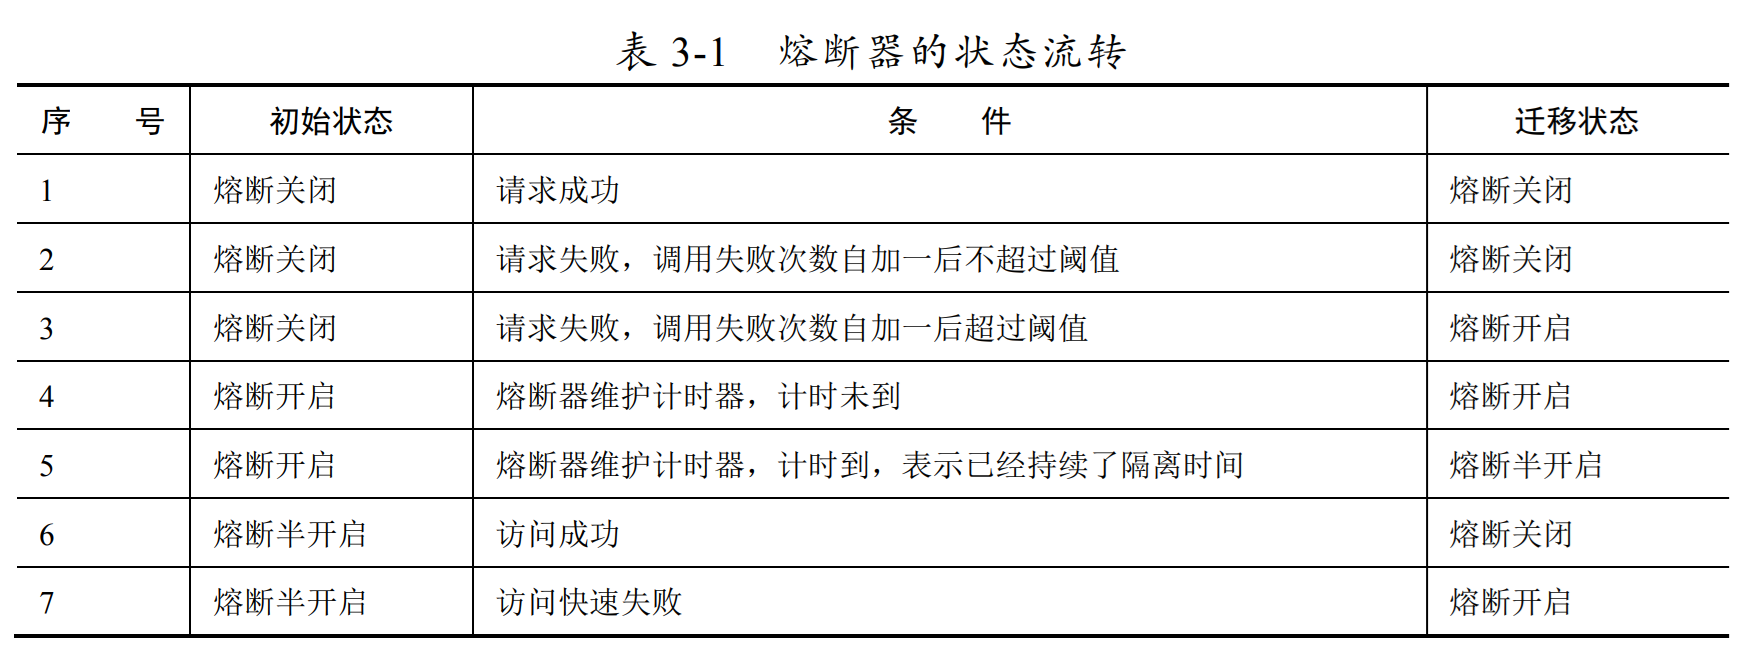 表 3-1 熔断器的状态流转
序 号 初始状态 条 件 迁移状态
1 熔断关闭 请求成功 熔断关闭
2 熔断关闭 请求失败，调用失败次数自加一后不超过阈值 熔断关闭
3 熔断关闭 请求失败，调用失败次数自加一后超过阈值 熔断开启
4 熔断开启 熔断器维护计时器，计时未到 熔断开启
5 熔断开启 熔断器维护计时器，计时到，表示已经持续了隔离时间 熔断半开启
6 熔断半开启 访问成功 熔断关闭
7 熔断半开启 访问快速失败 熔断开启